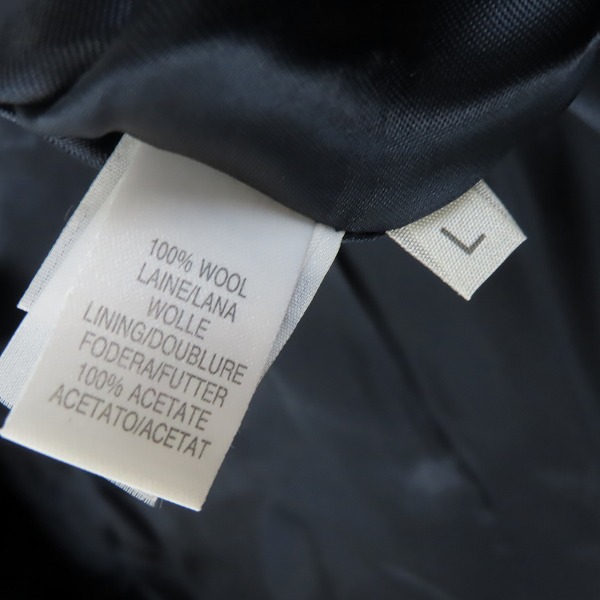 100% WOOL
LAINE/LANA
WOLLE
LINING/DOUBLURE
FODERA/FUTTER
100% ACETATE
ACETATO/ACETAT
L